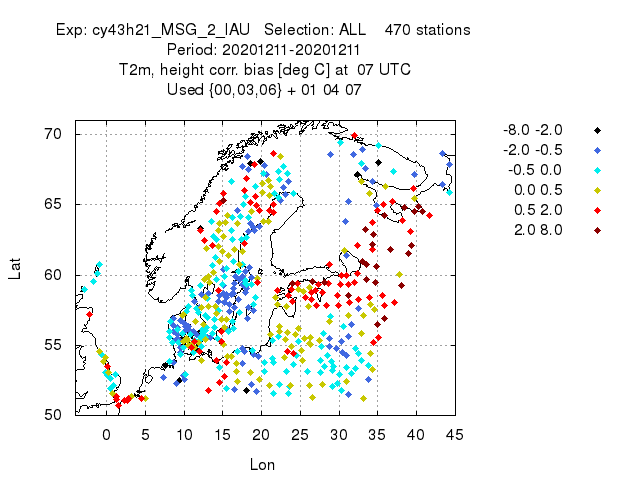 Exp: cy43h21_MSG_2_IAU   Selection: ALL    470 stations
Period: 20201211-20201211
T2m, height corr. bias [deg C] at  07 UTC
Used {00,03,06} + 01 04 07
70
65
60
55
50
Lat
0 5 10 15 20 25 30 35 40 45
Lon
-8.0 -2.0
-2.0 -0.5
-0.5 0.0
0.0 0.5
0.5 2.0
2.0 8.0